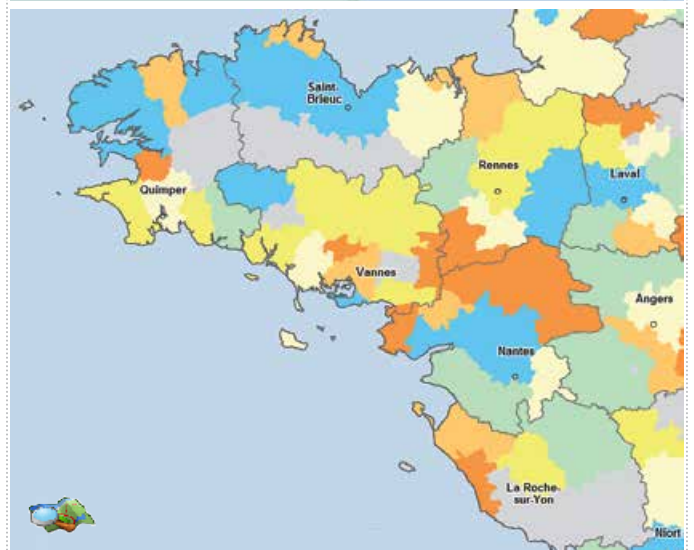 Saint-
Brieuc
Rennes
Laval
Quimper
Vannes
Angers
Nantes
La Roche-
sur-Yon
Niort